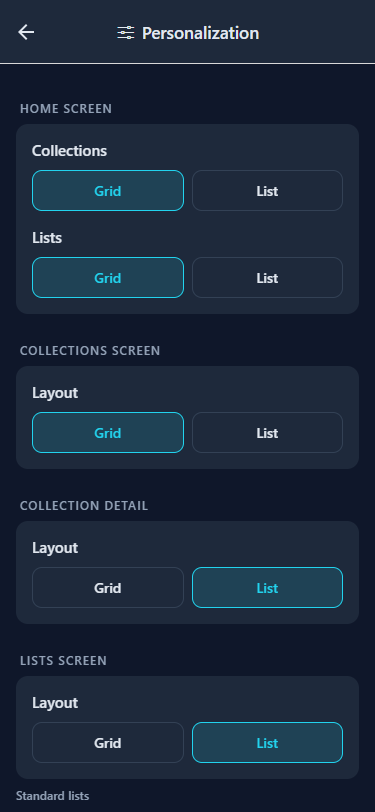 Personalization
HOME SCREEN
Collections
Grid List
Lists
Grid List
COLLECTIONS SCREEN
Layout
Grid List
COLLECTION DETAIL
Layout
Grid List
LISTS SCREEN
Layout
Grid List
Standard lists